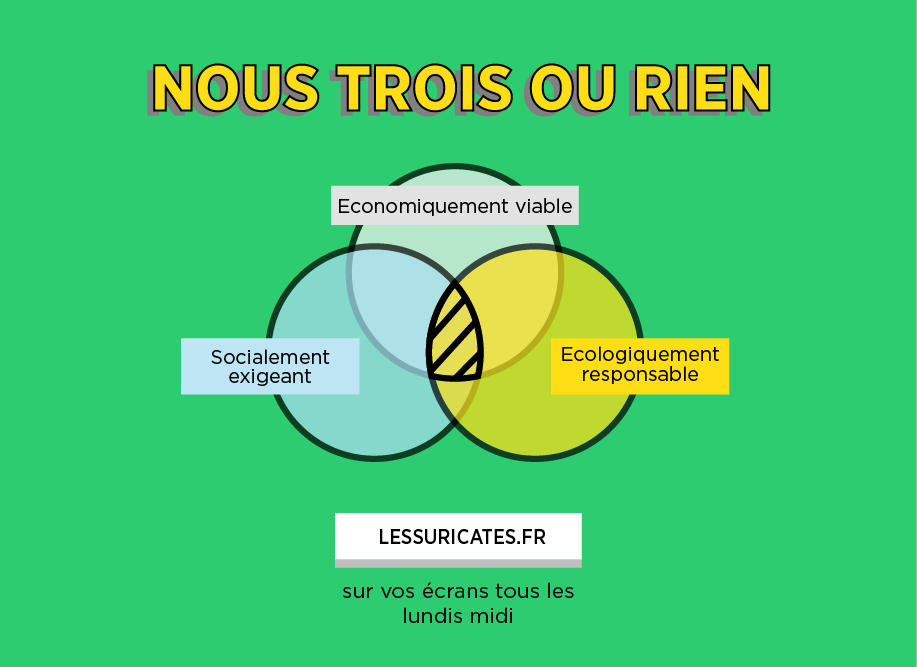 NOUS TROIS OU RIEN
Economiquement viable
Socialement
exigeant
Ecologiquement
responsable
LESSURICATES.FR
sur vos écrans tous les
lundis midi